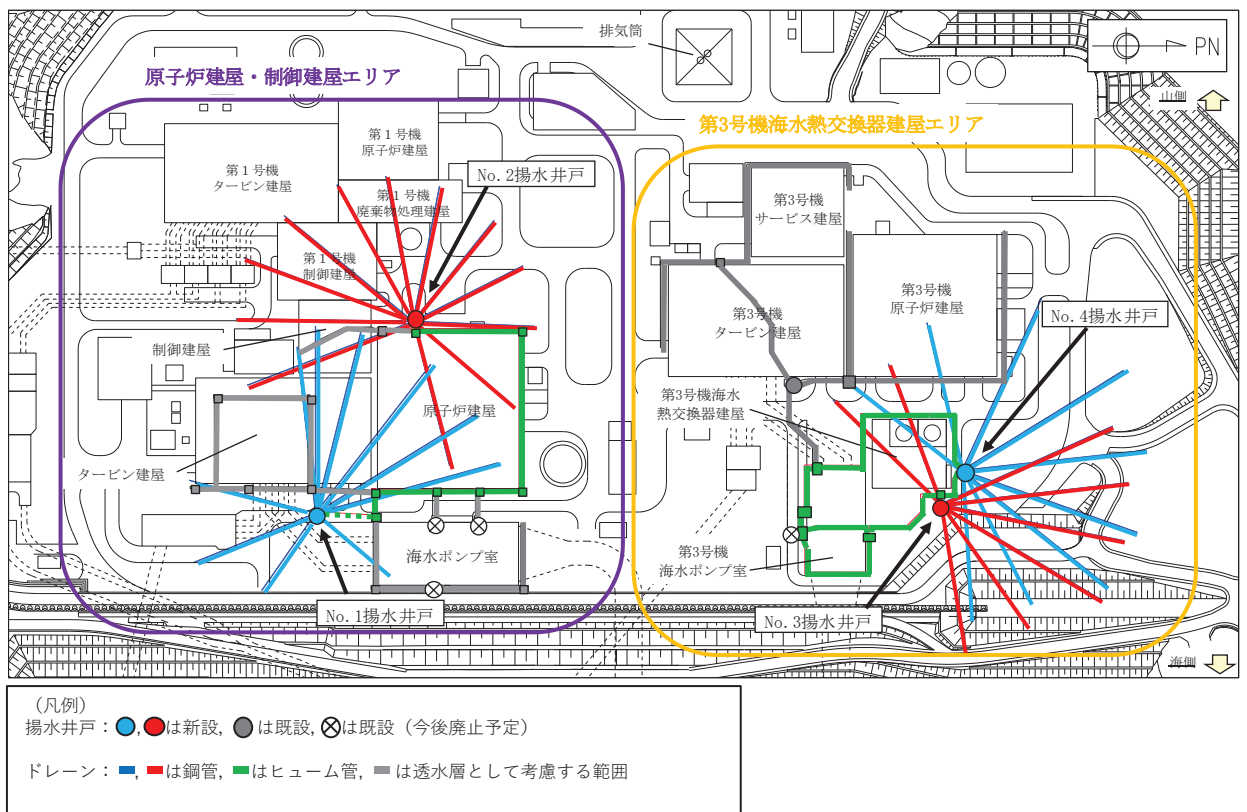 排気筒
PN
原子炉建屋・制御建屋エリア
山側
第3号機海水熱交換器建屋エリア
第１号機
原子炉建屋
第１号機
タービン建屋
No.2揚水井戸
第１号機
廃棄物処理建屋
第3号機
サービス建屋
第１号機
制御建屋
第3号機
原子炉建屋
第3号機
タービン建屋
No.4揚水井戸
制御建屋
原子炉建屋
第3号機海水
熱交換器建屋
タービン建屋
海水ポンプ室
第3号機
海水ポンプ室
No.1揚水井戸
No.3揚水井戸
海側
(凡例)
揚水井戸：●,●は新設,●は既設,⊗は既設（今後廃止予定）
ドレーン：■,■は鋼管,■はヒューム管,■は透水層として考慮する範囲